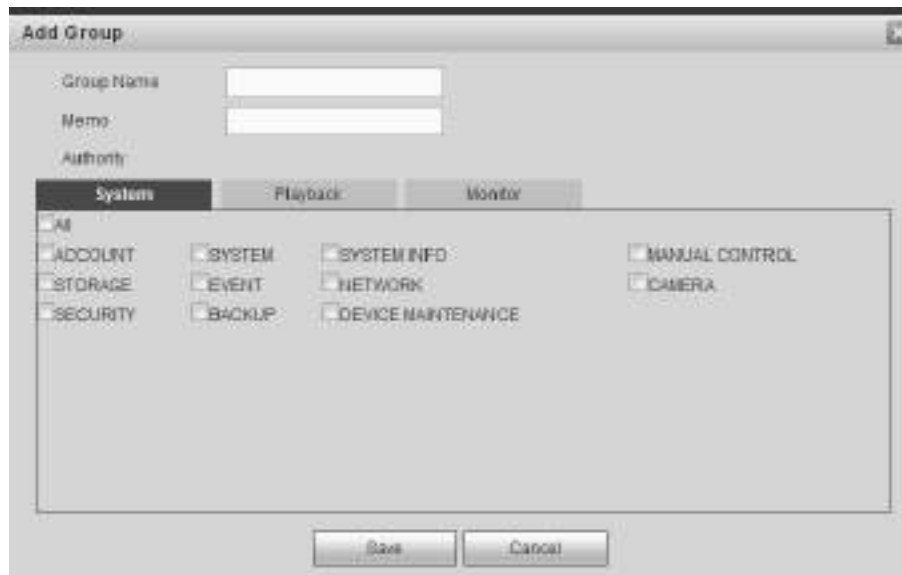 Add Group
Group Name
Memo
Authority
System Playback Monitor
All
ACCOUNT SYSTEM SYSTEM INFO MANUAL CONTROL
STORAGE EVENT NETWORK CAMERA
SECURITY BACKUP DEVICE MAINTENANCE
Save Cancel